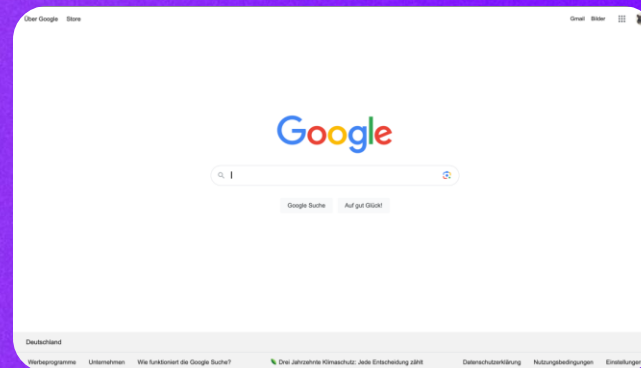 Über Google Store Gmail Bilder
Google
Google Suche Auf gut Glück!
Deutschland
Werbeprogramme Unternehmen Wie funktioniert die Google Suche? Drei Jahrzehnte Klimaschutz: Jede Entscheidung zählt Datenschutzerklärung Nutzungsbedingungen Einstellungen